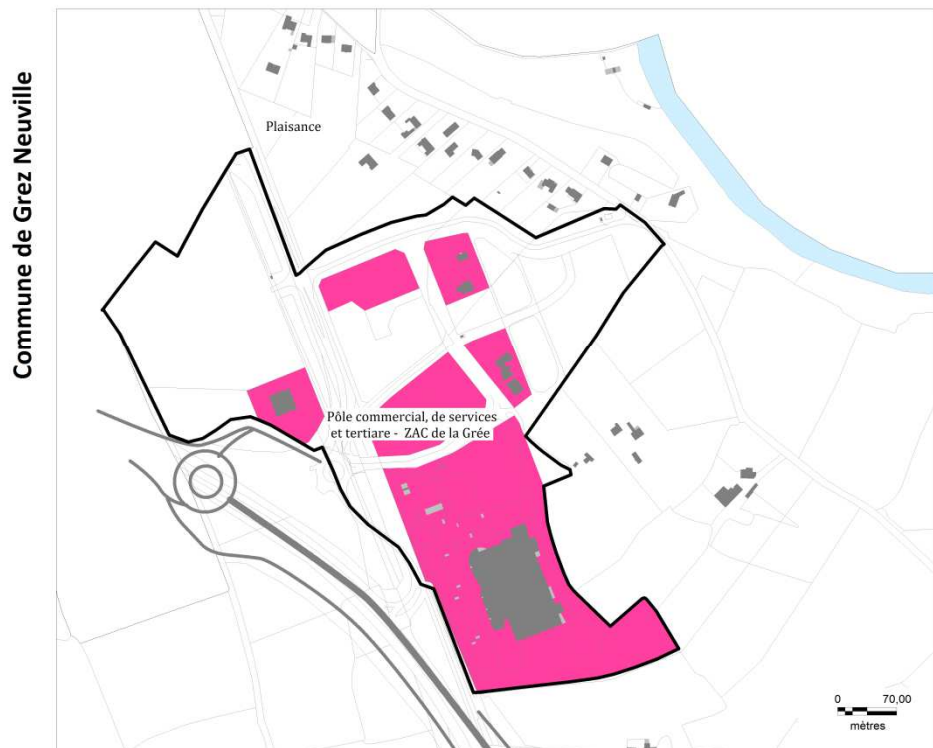 Commune de Grez Neuville
Plaisance
Pôle commercial, de services
et tertiare - ZAC de la Grée
0 70,00
mètres